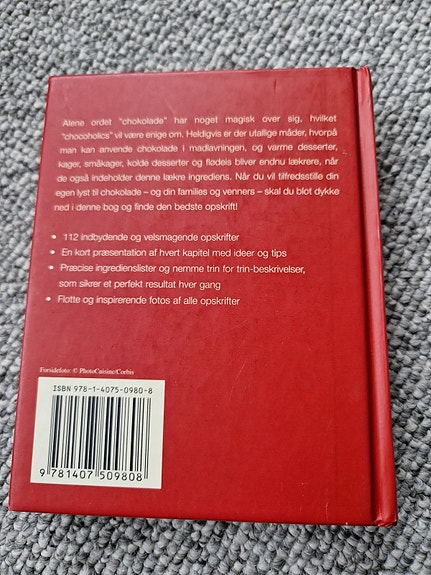 Alene ordet "chokolade" har noget magisk over sig, hvilket
"chocoholics" vil være enige om. Heldigvis er der utallige måder, hvorpå
man kan anvende chokolade i madlavningen, og varme desserter,
kager, småkager, kolde desserter og flødeis bliver endnu lækrere, når
de også indeholder denne lækre ingrediens. Når du vil tilfredsstille din
egen lyst til chokolade – og din families og venners – skal du blot dykke
ned i denne bog og finde den bedste opskrift!
• 112 indbydende og velsmagende opskrifter
• En kort præsentation af hvert kapitel med ideer og tips
• Præcise ingredienslister og nemme trin for trin-beskrivelser,
som sikrer et perfekt resultat hver gang
• Flotte og inspirerende fotos af alle opskrifter
Forsidefoto: © PhotoCuisine/Corbis
ISBN 978-1-4075-0980-8
9 781407 509808